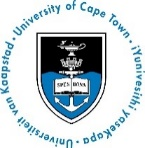 University of Cape Town · iYunivesithi yaseKapa · Universiteit van Kaapstad ·
SPES BONA